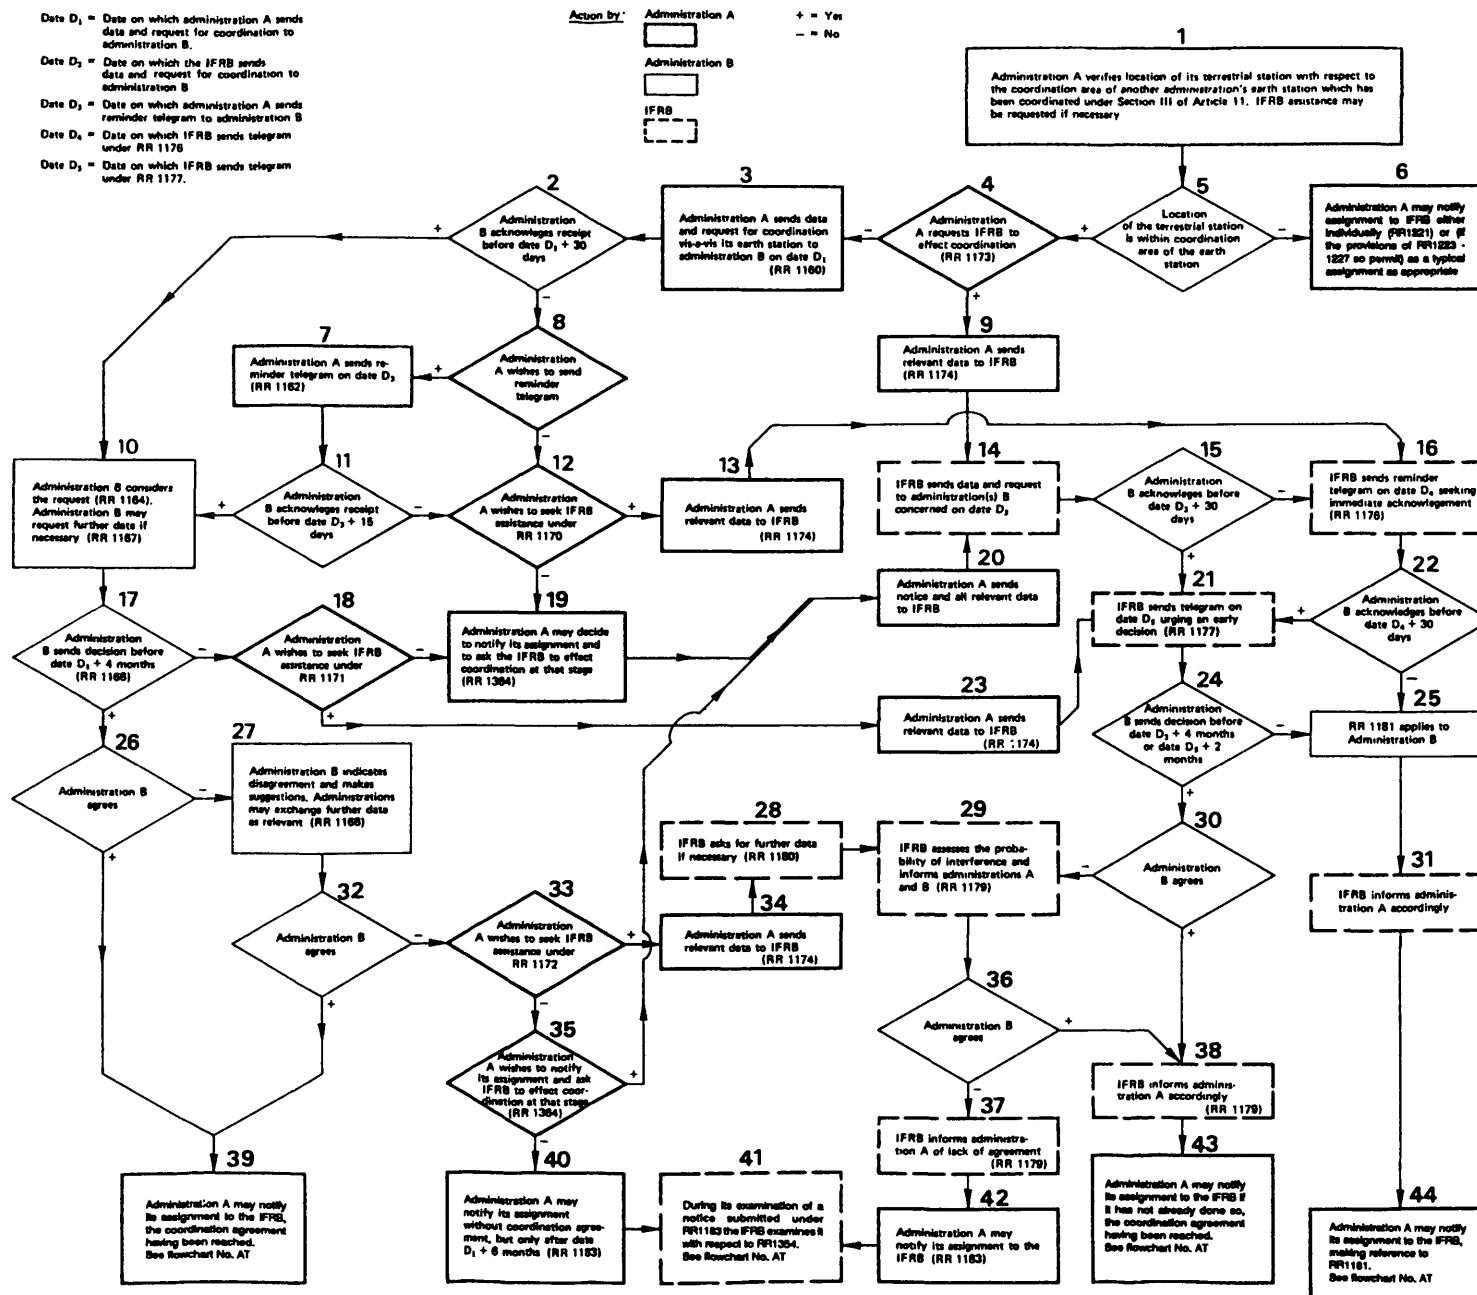 Date D1 = Date on which administration A sends
data and request for coordination to
administration B.
Date D2 = Date on which the IFRB sends
data and request for coordination to
administration B
Date D3 = Date on which administration A sends
reminder telegram to administration B
Date D4 = Date on which IFRB sends telegram
under RR 1176
Date D5 = Date on which IFRB sends telegram
under RR 1177.
Action by:
Administration A
Administration B
IFRB
+ = Yes
– = No
1
Administration A verifies location of its terrestrial station with respect to
the coordination area of another administration's earth station which has
been coordinated under Section III of Article 11. IFRB assistance may
be requested if necessary
2
Administration
B acknowleges receipt
before date D1 + 30
days
+
–
3
Administration A sends data
and request for coordination
vis-a-vis its earth station to
administration B on date D1
(RR 1160)
4
Administration
A requests IFRB to
effect coordination
(RR 1173)
–
+
5
Location
of the terrestrial station
is within coordination
area of the earth
station
+
–
6
Administration A may notify
assignment to IFRB either
individually (RR1221) or (if
the provisions of RR1223 -
1227 so permit) as a typical
assignment as appropriate
7
Administration A sends re-
minder telegram on date D3
(RR 1162)
8
Administration
A wishes to send
reminder
telegram
+
–
9
Administration A sends
relevant data to IFRB
(RR 1174)
10
Administration B considers
the request (RR 1164).
Administration B may
request further date if
necessary (RR 1167)
11
Administration
B acknowleges receipt
before date D3 + 15
days
+
–
12
Administration
A wishes to seek IFRB
assistance under
RR 1170
+
–
13
Administration A sends
relevant data to IFRB
(RR 1174)
14
IFRB sends data and request
to administration(s) B
concerned on date D2
15
Administration
B acknowleges before
date D2 + 30
days
–
+
16
IFRB sends reminder
telegram on date D4 seeking
immediate acknowlegement
(RR 1176)
17
Administration
B sends decision before
date D1 + 4 months
(RR 1166)
–
+
18
Administration
A wishes to seek IFRB
assistance under
RR 1171
–
+
19
Administration A may decide
to notify its assignment and
to ask the IFRB to effect
coordination at that stage
(RR 1364)
20
Administration A sends
notice and all relevant data
to IFRB
21
IFRB sends telegram on
date D5 urging an early
decision (RR 1177)
22
Administration
B acknowledges before
date D4 + 30
days
+
–
23
Administration A sends
relevant data to IFRB
(RR 1174)
24
Administration
B sends decision before
date D2 + 4 months
or date D5 + 2
months
–
+
25
RR 1181 applies to
Administration B
26
Administration B
agrees
–
+
27
Administration B indicates
disagreement and makes
suggestions. Administrations
may exchange further data
as relevant (RR 1168)
28
IFRB asks for further data
if necessary (RR 1180)
29
IFRB assesses the proba-
bility of interference and
informs administrations A
and B (RR 1179)
30
Administration
B agrees
–
+
31
IFRB informs adminis-
tration A accordingly
32
Administration B
agrees
–
+
33
Administration
A wishes to seek IFRB
assistance under
RR 1172
+
–
34
Administration A sends
relevant data to IFRB
(RR 1174)
35
Administration
A wishes to notify
its assignment and ask
IFRB to effect coor-
dination at that stage
(RR 1364)
+
–
36
Administration B
agrees
+
–
37
IFRB informs administra-
tion A of lack of agreement
(RR 1179)
38
IFRB informs adminis-
tration A accordingly
(RR 1179)
39
Administration A may notify
its assignment to the IFRB,
the coordination agreement
having been reached.
See flowchart No. AT
40
Administration A may
notify its assignment
without coordination agree-
ment, but only after date
D1 + 6 months (RR 1183)
41
During its examination of a
notice submitted under
RR1183 the IFRB examines it
with respect to RR1354.
See flowchart No. AT
42
Administration A may
notify its assignment to the
IFRB (RR 1183)
43
Administration A may notify
its assignment to the IFRB if
it has not already done so,
the coordination agreement
having been reached.
See flowchart No. AT
44
Administration A may notify
its assignment to the IFRB,
making reference to
RR1181.
See flowchart No. AT